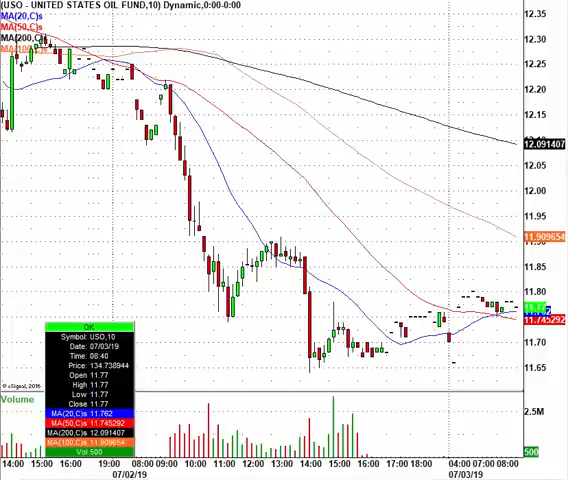 (USO - UNITED STATES OIL FUND,10) Dynamic,0:00-0:00
MA(20,C)s
MA(50,C)s
MA(200,C)s
MA(100,C)s
12.35
12.30
12.25
12.20
12.15
12.091407
12.05
12.00
11.95
11.909654
11.85
11.80
11.77
11.745292
11.70
11.65
OK
Symbol: USO,10
Date: 07/03/19
Time: 08:40
Price: 134.738944
Open 11.77
High 11.77
Low 11.77
Close 11.77
MA(20,C)s 11.762
MA(50,C)s 11.745292
MA(200,C)s 12.091407
MA(100,C)s 11.909654
Vol 500
© eSignal, 2016
Volume
2.5M
500
14:00 15:00 16:00 19:00 08:00 09:00 10:00 11:00 12:00 13:00 14:00 15:00 16:00 17:00 18:00 04:00 07:00 08:00
07/02/19 07/03/19